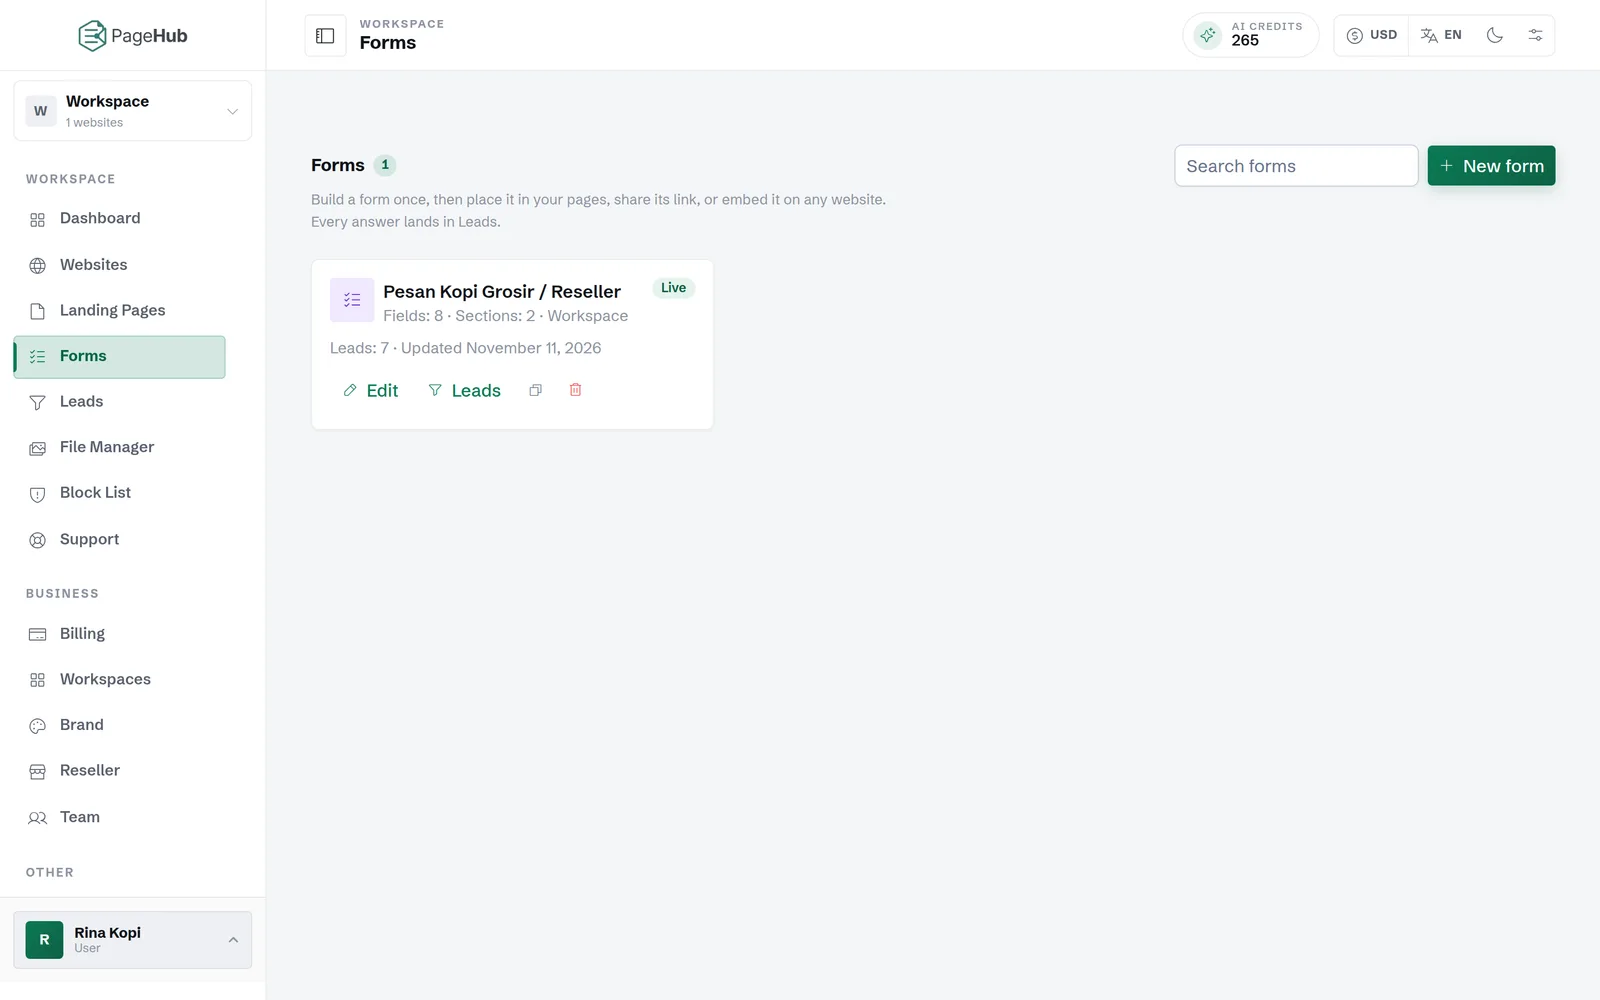 PageHub
WORKSPACE
Forms
AI CREDITS
265
USD
EN
W
Workspace
1 websites
WORKSPACE
Dashboard
Websites
Landing Pages
Forms
Leads
File Manager
Block List
Support
BUSINESS
Billing
Workspaces
Brand
Reseller
Team
OTHER
R
Rina Kopi
User
Forms 1
Build a form once, then place it in your pages, share its link, or embed it on any website.
Every answer lands in Leads.
Search forms
+ New form
Pesan Kopi Grosir / Reseller
Live
Fields: 8 · Sections: 2 · Workspace
Leads: 7 · Updated November 11, 2026
Edit
Leads